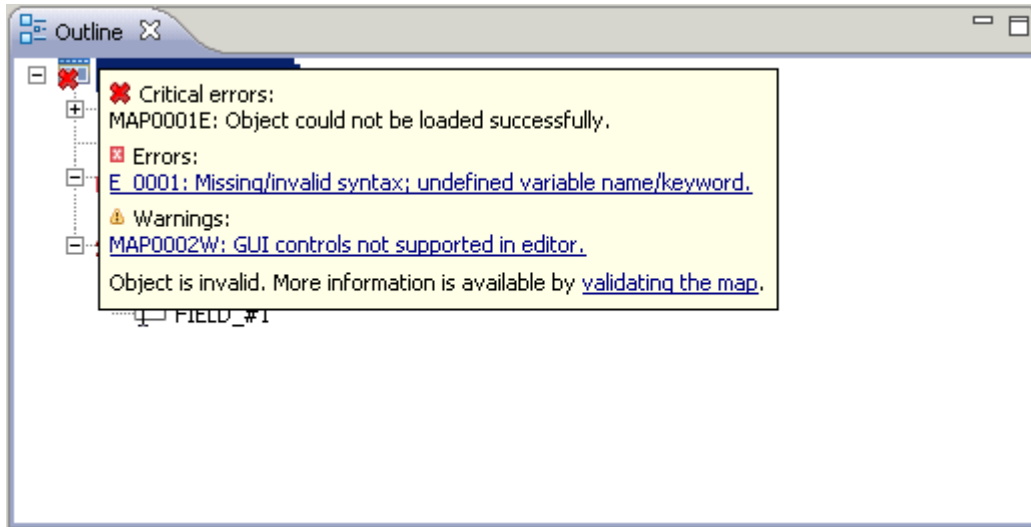 Outline
Critical errors:
MAP0001E: Object could not be loaded successfully.
Errors:
E_0001: Missing/invalid syntax; undefined variable name/keyword.
Warnings:
MAP0002W: GUI controls not supported in editor.
Object is invalid. More information is available by validating the map.
FIELD_#1